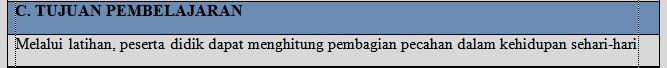 C. TUJUAN PEMBELAJARAN
Melalui latihan, peserta didik dapat menghitung pembagian pecahan dalam kehidupan sehari-hari